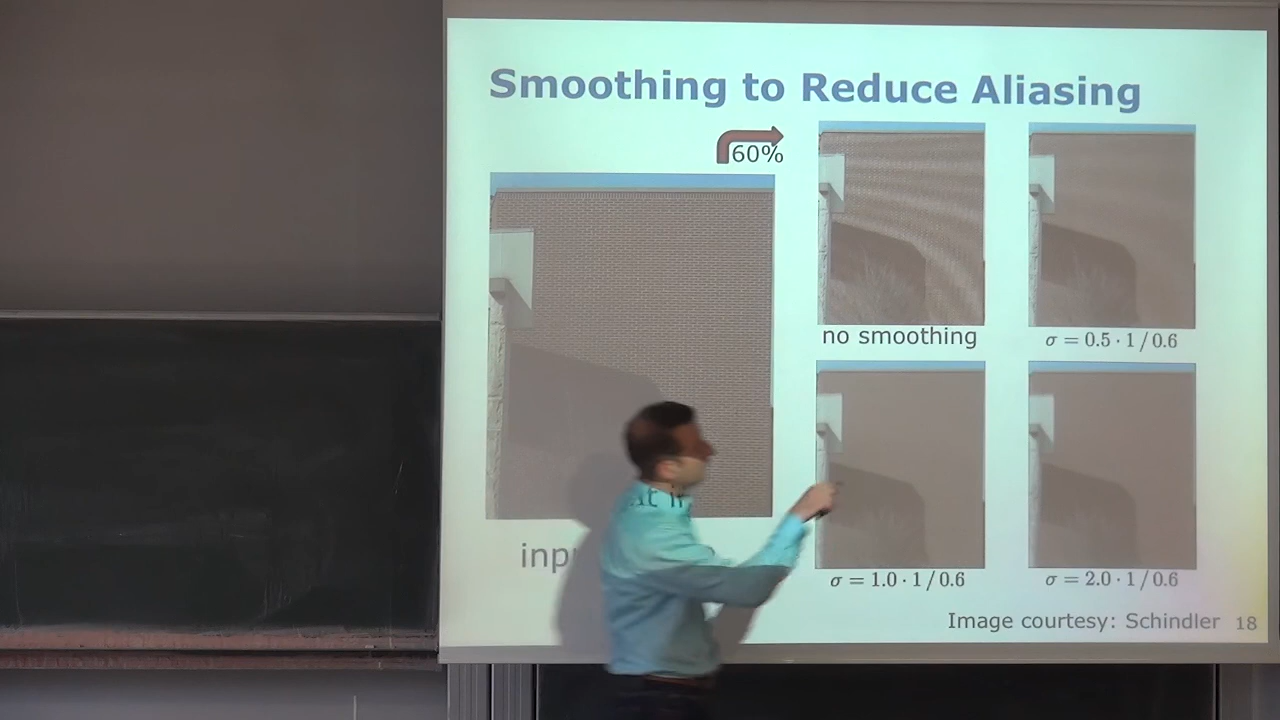 Smoothing to Reduce Aliasing
60%
no smoothing
σ = 0.5 · 1 / 0.6
σ = 1.0 · 1 / 0.6
σ = 2.0 · 1 / 0.6
Image courtesy: Schindler 18